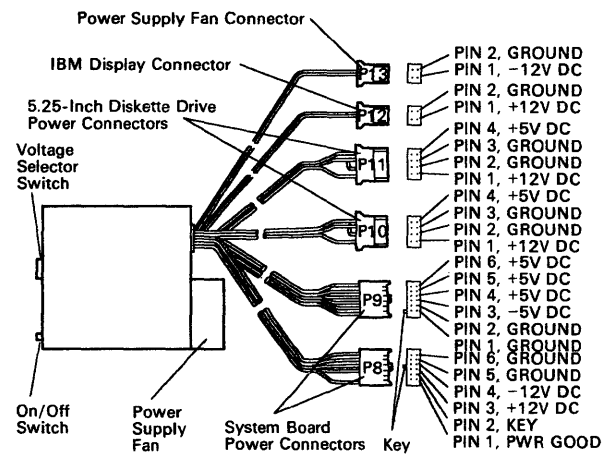 Power Supply Fan Connector
IBM Display Connector
5.25-Inch Diskette Drive
Power Connectors
Voltage
Selector
Switch
On/Off
Switch
Power
Supply
Fan
System Board
Power Connectors
Key
P13
P12
P11
P10
P9
P8
PIN 2, GROUND
PIN 1, −12V DC
PIN 2, GROUND
PIN 1, +12V DC
PIN 4, +5V DC
PIN 3, GROUND
PIN 2, GROUND
PIN 1, +12V DC
PIN 4, +5V DC
PIN 3, GROUND
PIN 2, GROUND
PIN 1, +12V DC
PIN 6, +5V DC
PIN 5, +5V DC
PIN 4, +5V DC
PIN 3, −5V DC
PIN 2, GROUND
PIN 1, GROUND
PIN 6, GROUND
PIN 5, GROUND
PIN 4, −12V DC
PIN 3, +12V DC
PIN 2, KEY
PIN 1, PWR GOOD